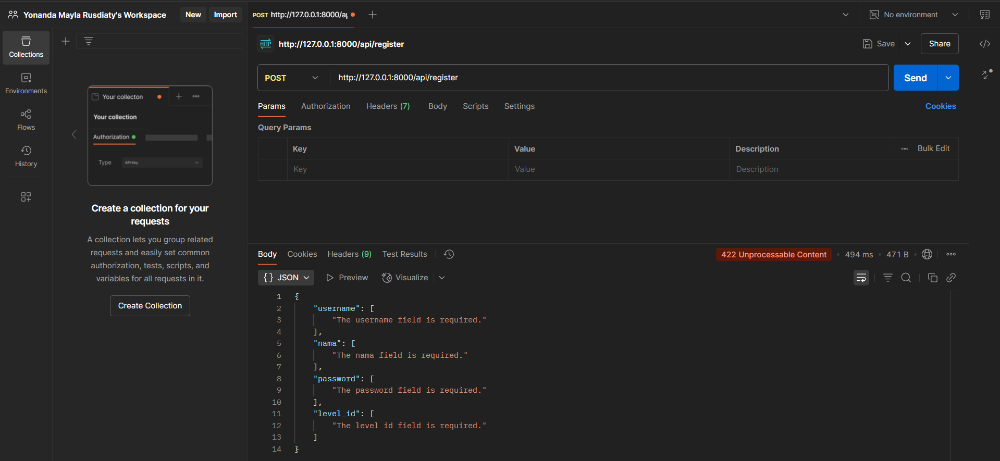 Yonanda Mayla Rusdiaty's Workspace
New
Import
POST http://127.0.0.1:8000/ap
No environment
Collections
Environments
Flows
History
Your collecton
Your collection
Authorization
Type
API Key
Create a collection for your
requests
A collection lets you group related
requests and easily set common
authorization, tests, scripts, and
variables for all requests in it.
Create Collection
HTTP
http://127.0.0.1:8000/api/register
Save
Share
POST
http://127.0.0.1:8000/api/register
Send
Params
Authorization
Headers (7)
Body
Scripts
Settings
Cookies
Query Params
Key
Value
Description
Bulk Edit
Key
Value
Description
Body
Cookies
Headers (9)
Test Results
422 Unprocessable Content
494 ms
471 B
{} JSON
Preview
Visualize
1 {
2 "username": [
3 "The username field is required."
4 ],
5 "nama": [
6 "The nama field is required."
7 ],
8 "password": [
9 "The password field is required."
10 ],
11 "level_id": [
12 "The level id field is required."
13 ]
14 }